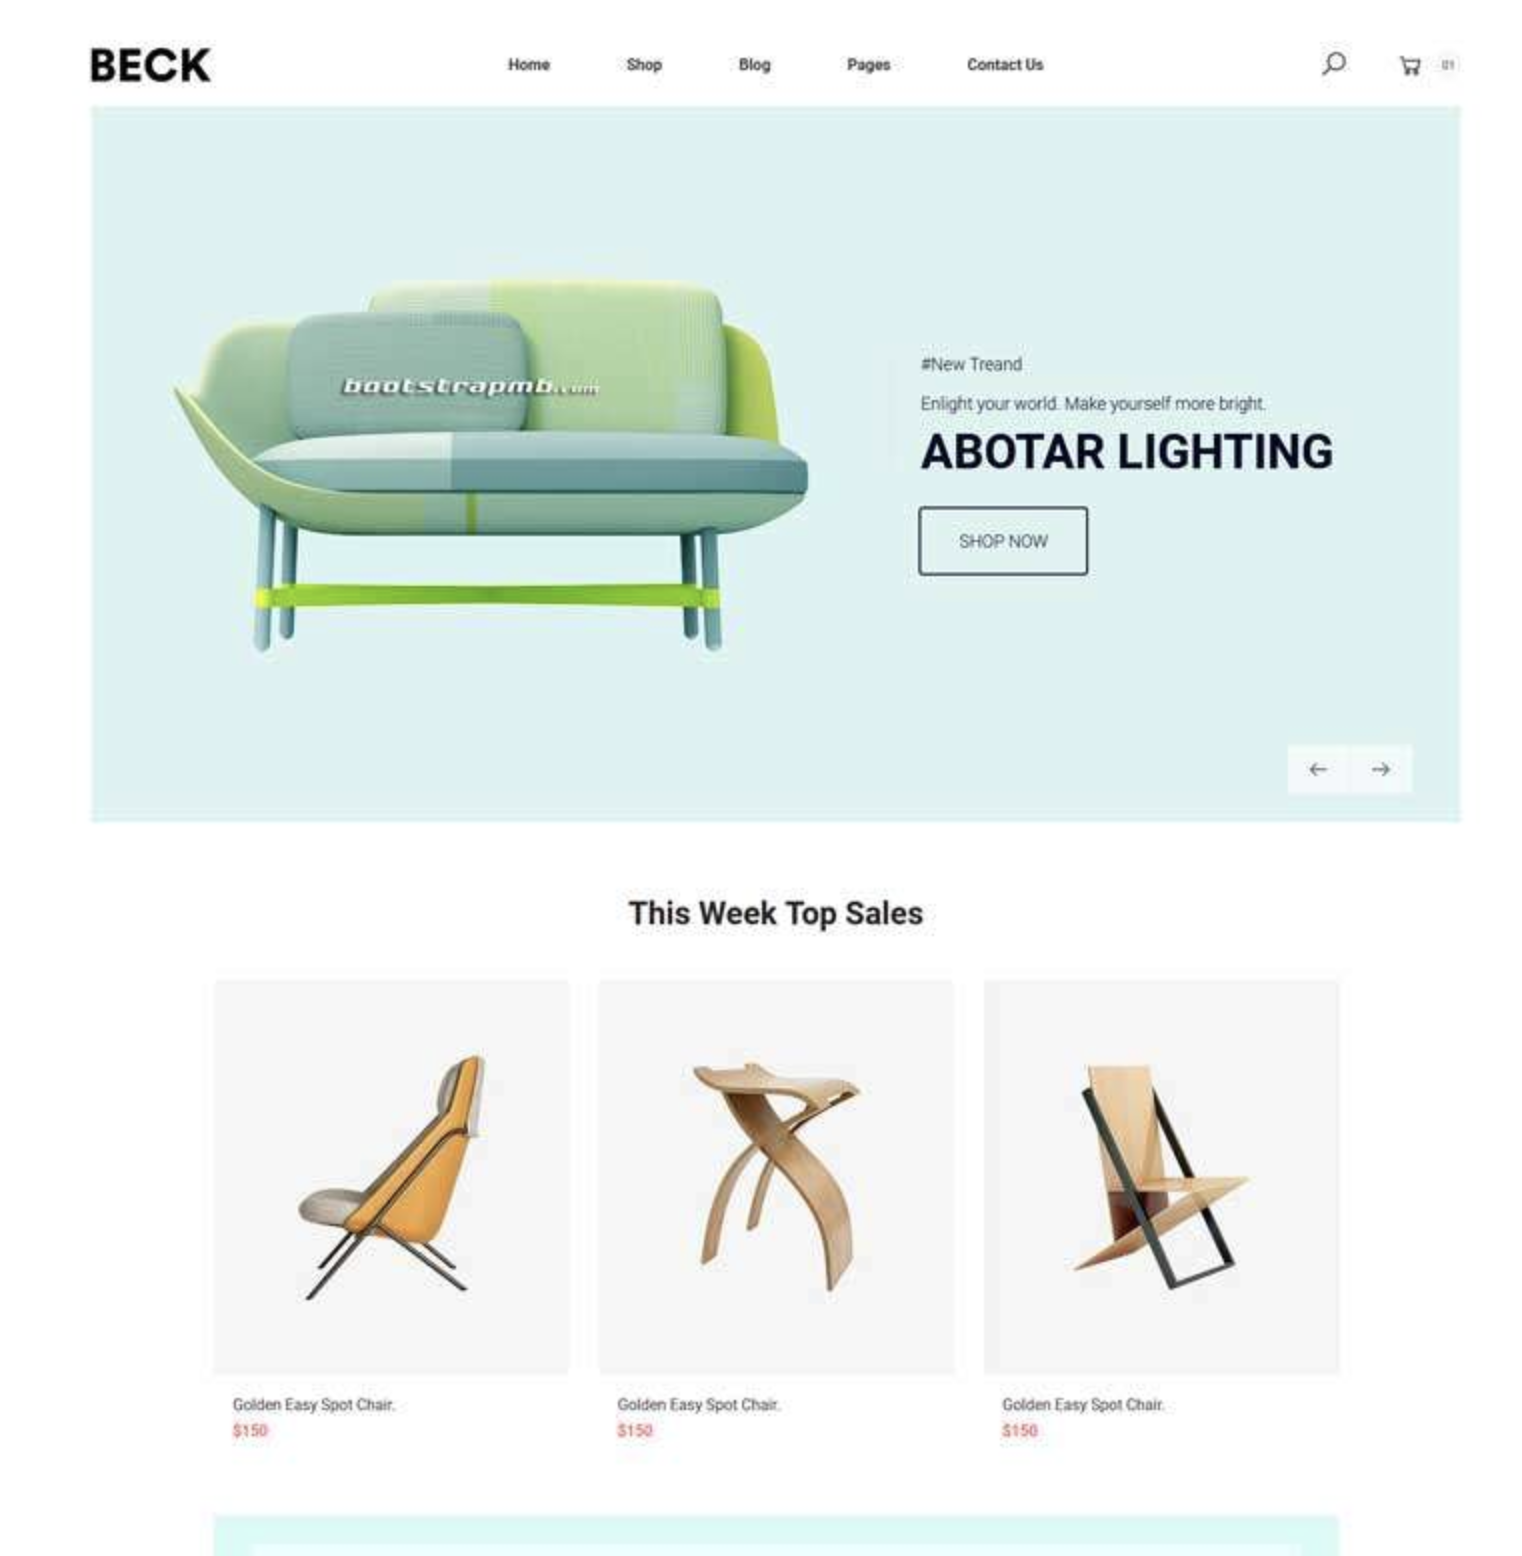 BECK
Home Shop Blog Pages Contact Us 01
#New Treand
Enlight your world. Make yourself more bright.
ABOTAR LIGHTING
bootstrapmb.com
SHOP NOW
This Week Top Sales
Golden Easy Spot Chair. Golden Easy Spot Chair. Golden Easy Spot Chair.
$150 $150 $150